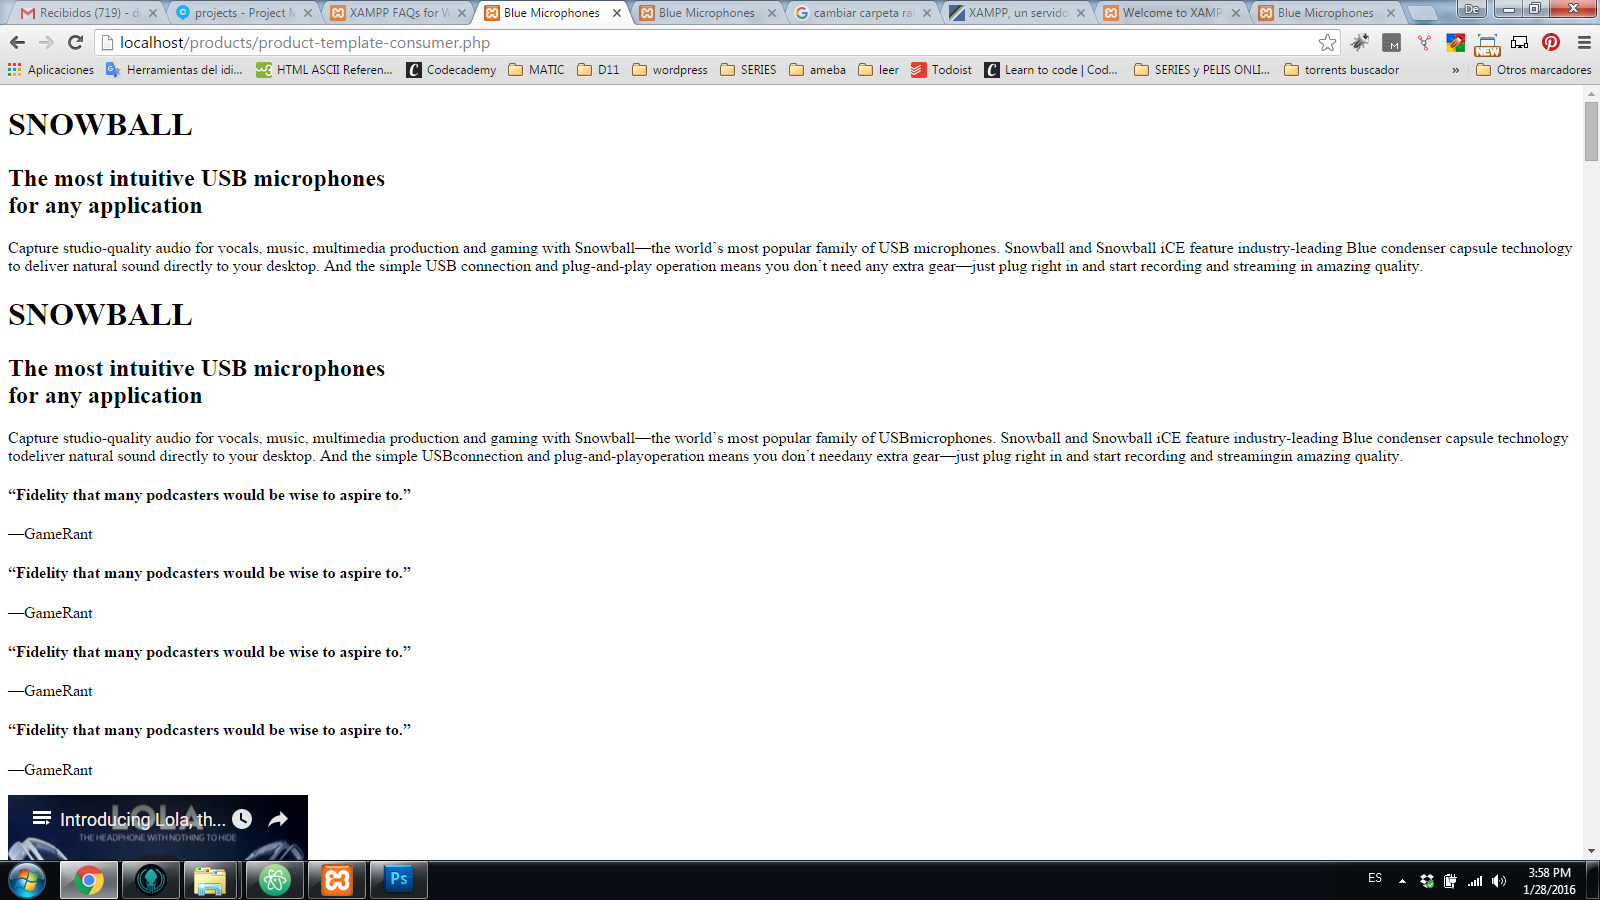 Recibidos (719) - di
projects - Project M
XAMPP FAQs for W
Blue Microphones
Blue Microphones
cambiar carpeta rai
XAMPP, un servido
Welcome to XAMP
Blue Microphones
De
localhost/products/product-template-consumer.php
M
NEW
Aplicaciones
Herramientas del idi...
HTML ASCII Referen...
Codecademy
MATIC
D11
wordpress
SERIES
ameba
leer
Todoist
Learn to code | Cod...
SERIES y PELIS ONLI...
torrents buscador
»
Otros marcadores
SNOWBALL
The most intuitive USB microphones
for any application
Capture studio-quality audio for vocals, music, multimedia production and gaming with Snowball—the world’s most popular family of USB microphones. Snowball and Snowball iCE feature industry-leading Blue condenser capsule technology
to deliver natural sound directly to your desktop. And the simple USB connection and plug-and-play operation means you don’t need any extra gear—just plug right in and start recording and streaming in amazing quality.
SNOWBALL
The most intuitive USB microphones
for any application
Capture studio-quality audio for vocals, music, multimedia production and gaming with Snowball—the world’s most popular family of USBmicrophones. Snowball and Snowball iCE feature industry-leading Blue condenser capsule technology
todeliver natural sound directly to your desktop. And the simple USBconnection and plug-and-playoperation means you don’t needany extra gear—just plug right in and start recording and streamingin amazing quality.
“Fidelity that many podcasters would be wise to aspire to.”
—GameRant
“Fidelity that many podcasters would be wise to aspire to.”
—GameRant
“Fidelity that many podcasters would be wise to aspire to.”
—GameRant
“Fidelity that many podcasters would be wise to aspire to.”
—GameRant
Introducing Lola, th...
LOLA
THE HEADPHONE WITH NOTHING TO HIDE
Ps
ES
3:58 PM
1/28/2016